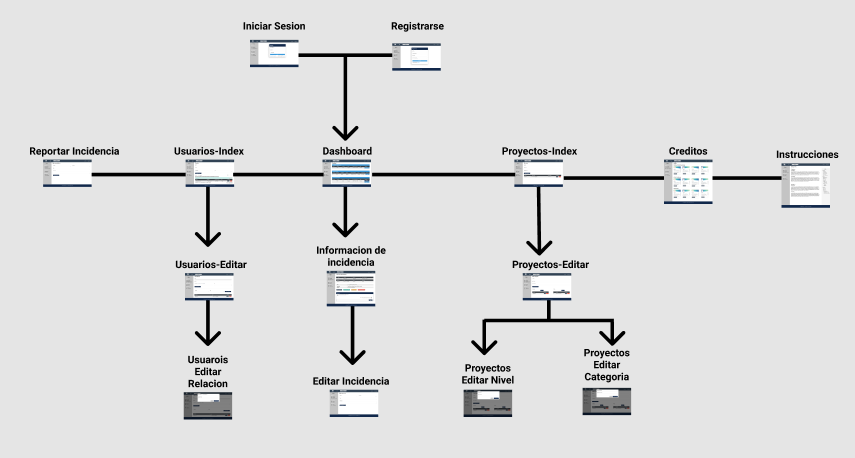 Iniciar Sesion
Registrarse
Reportar Incidencia
Usuarios-Index
Dashboard
Proyectos-Index
Creditos
Instrucciones
Usuarios-Editar
Informacion de
incidencia
Proyectos-Editar
Usuarois
Editar
Relacion
Editar Incidencia
Proyectos
Editar Nivel
Proyectos
Editar
Categoria